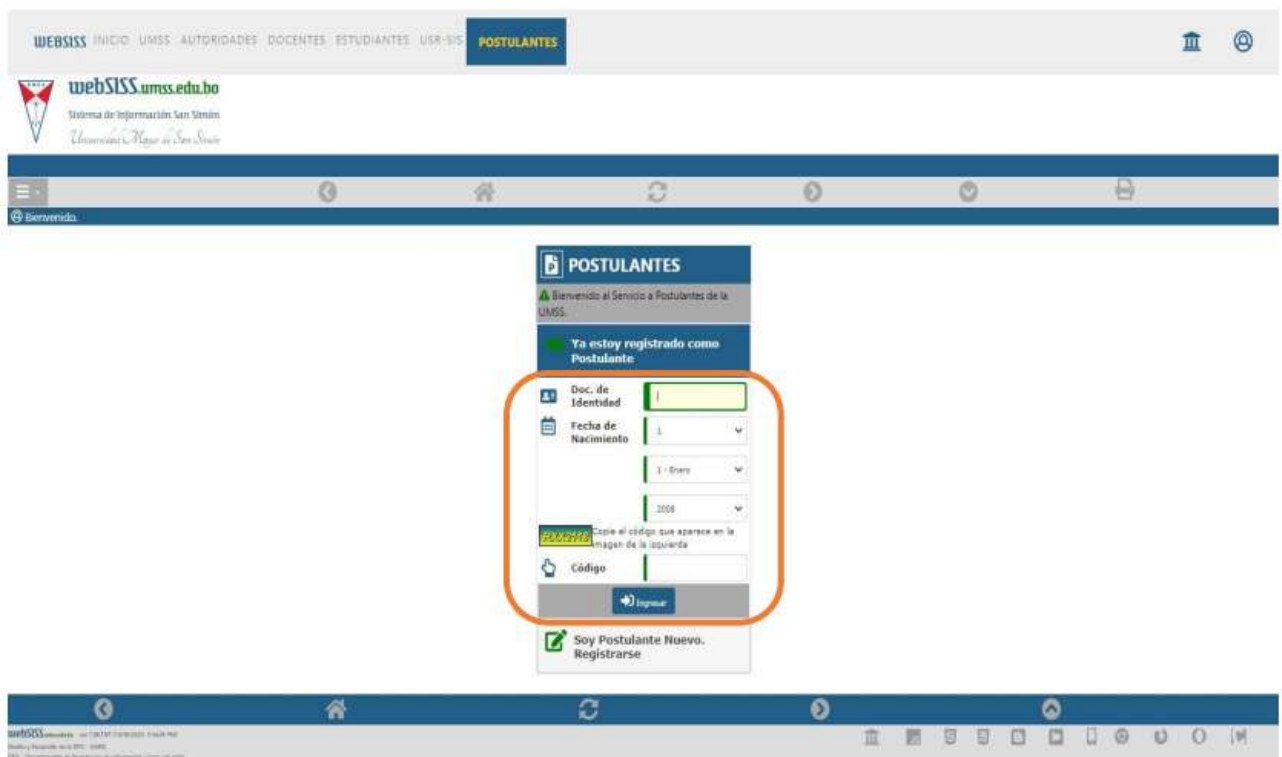 WEBSISS INICIO UMSS AUTORIDADES DOCENTES ESTUDIANTES USR-SIS POSTULANTES
webSISS.umss.edu.bo
Sistema de Información San Simón
Universidad Mayor de San Simón
Bienvenido.
POSTULANTES
Bienvenido al Servicio a Postulantes de la
UMSS.
Ya estoy registrado como
Postulante
Doc. de
Identidad
Fecha de
Nacimiento
1
1 - Enero
2008
Copie el código que aparece en la
imagen de la izquierda
Código
Ingresar
Soy Postulante Nuevo.
Registrarse
webSISS